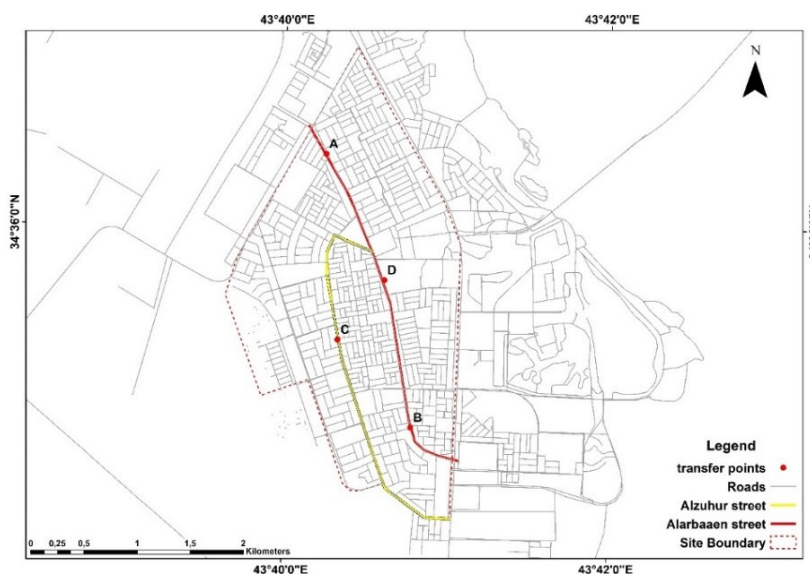 43°40'0"E 43°42'0"E
N
A
34°36'0"N
D
C
B
Legend
transfer points
Roads
Alzuhur street
Alarbaaen street
Site Boundary
0 0,25 0,5 1 1,5 2
Kilometers
43°40'0"E 43°42'0"E